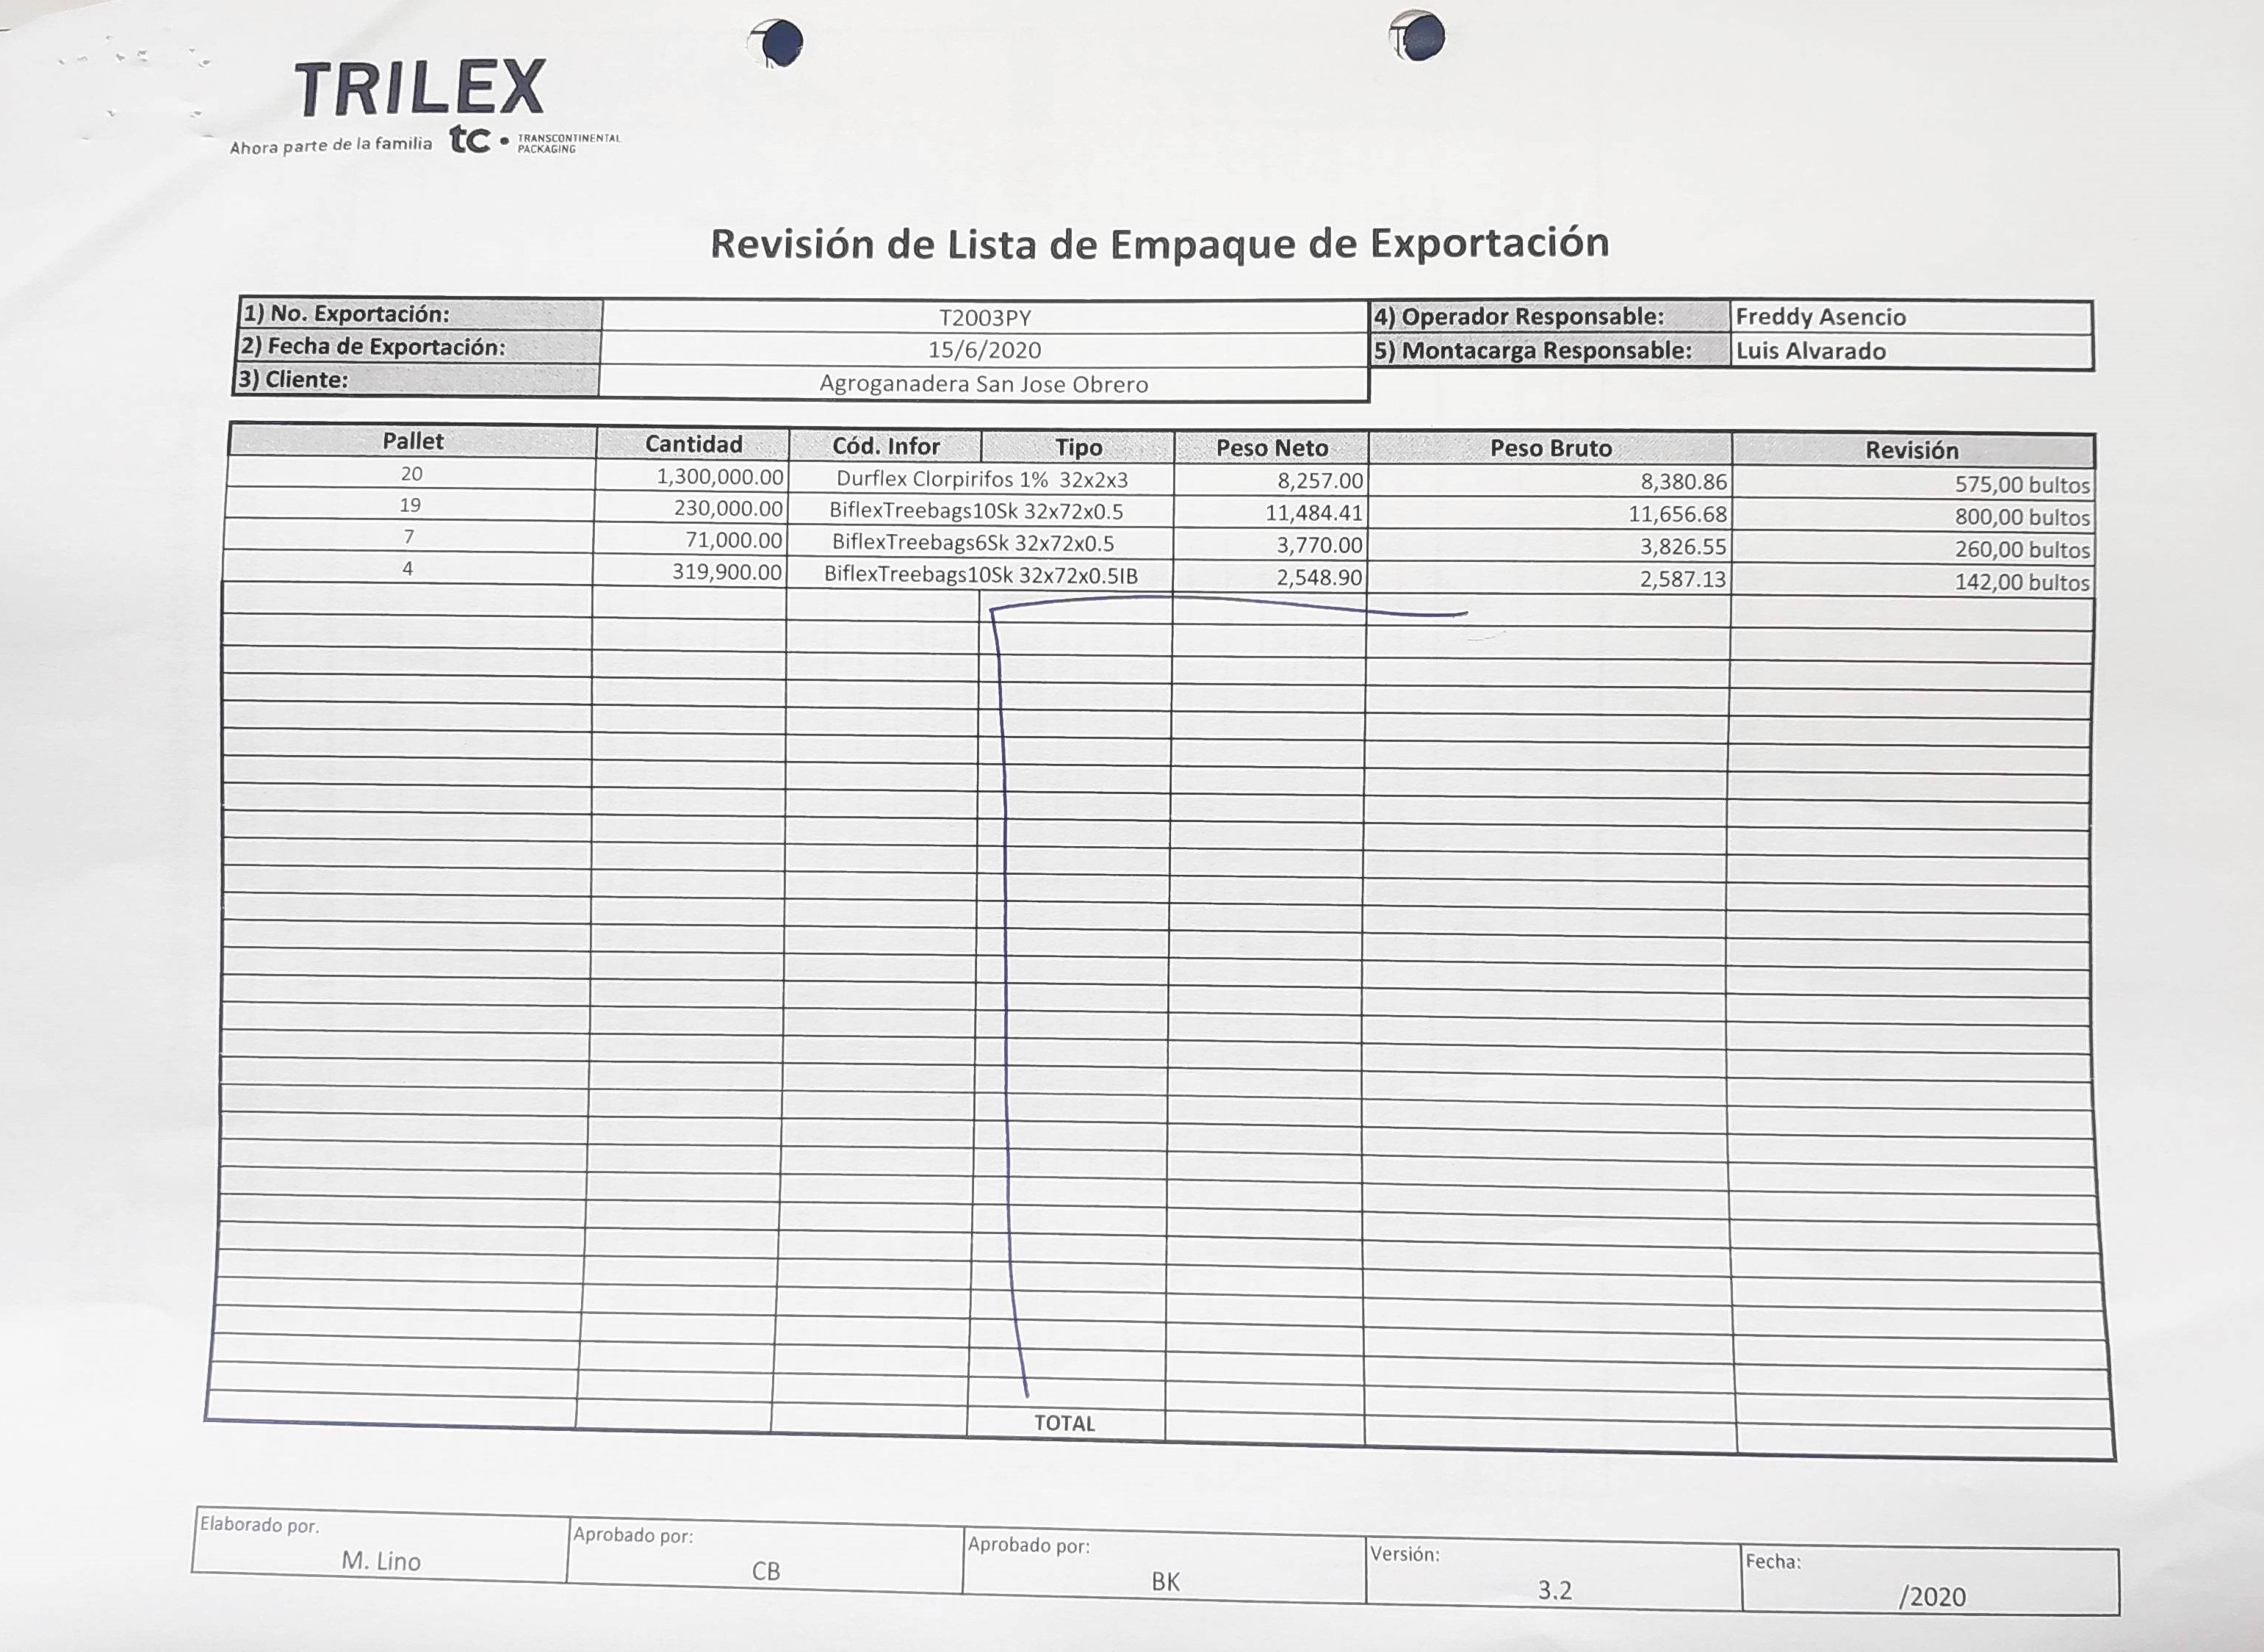 TRILEX
Ahora parte de la familia tc • TRANSCONTINENTAL PACKAGING
Revisión de Lista de Empaque de Exportación
1) No. Exportación: T2003PY 4) Operador Responsable: Freddy Asencio
2) Fecha de Exportación: 15/6/2020 5) Montacarga Responsable: Luis Alvarado
3) Cliente: Agroganadera San Jose Obrero
Pallet Cantidad Cód. Infor Tipo Peso Neto Peso Bruto Revisión
20 1,300,000.00 Durflex Clorpirifos 1% 32x2x3 8,257.00 8,380.86 575,00 bultos
19 230,000.00 BiflexTreebags10Sk 32x72x0.5 11,484.41 11,656.68 800,00 bultos
7 71,000.00 BiflexTreebags6Sk 32x72x0.5 3,770.00 3,826.55 260,00 bultos
4 319,900.00 BiflexTreebags10Sk 32x72x0.5IB 2,548.90 2,587.13 142,00 bultos
TOTAL
Elaborado por. Aprobado por: Aprobado por: Versión: Fecha:
M. Lino CB BK 3.2 /2020